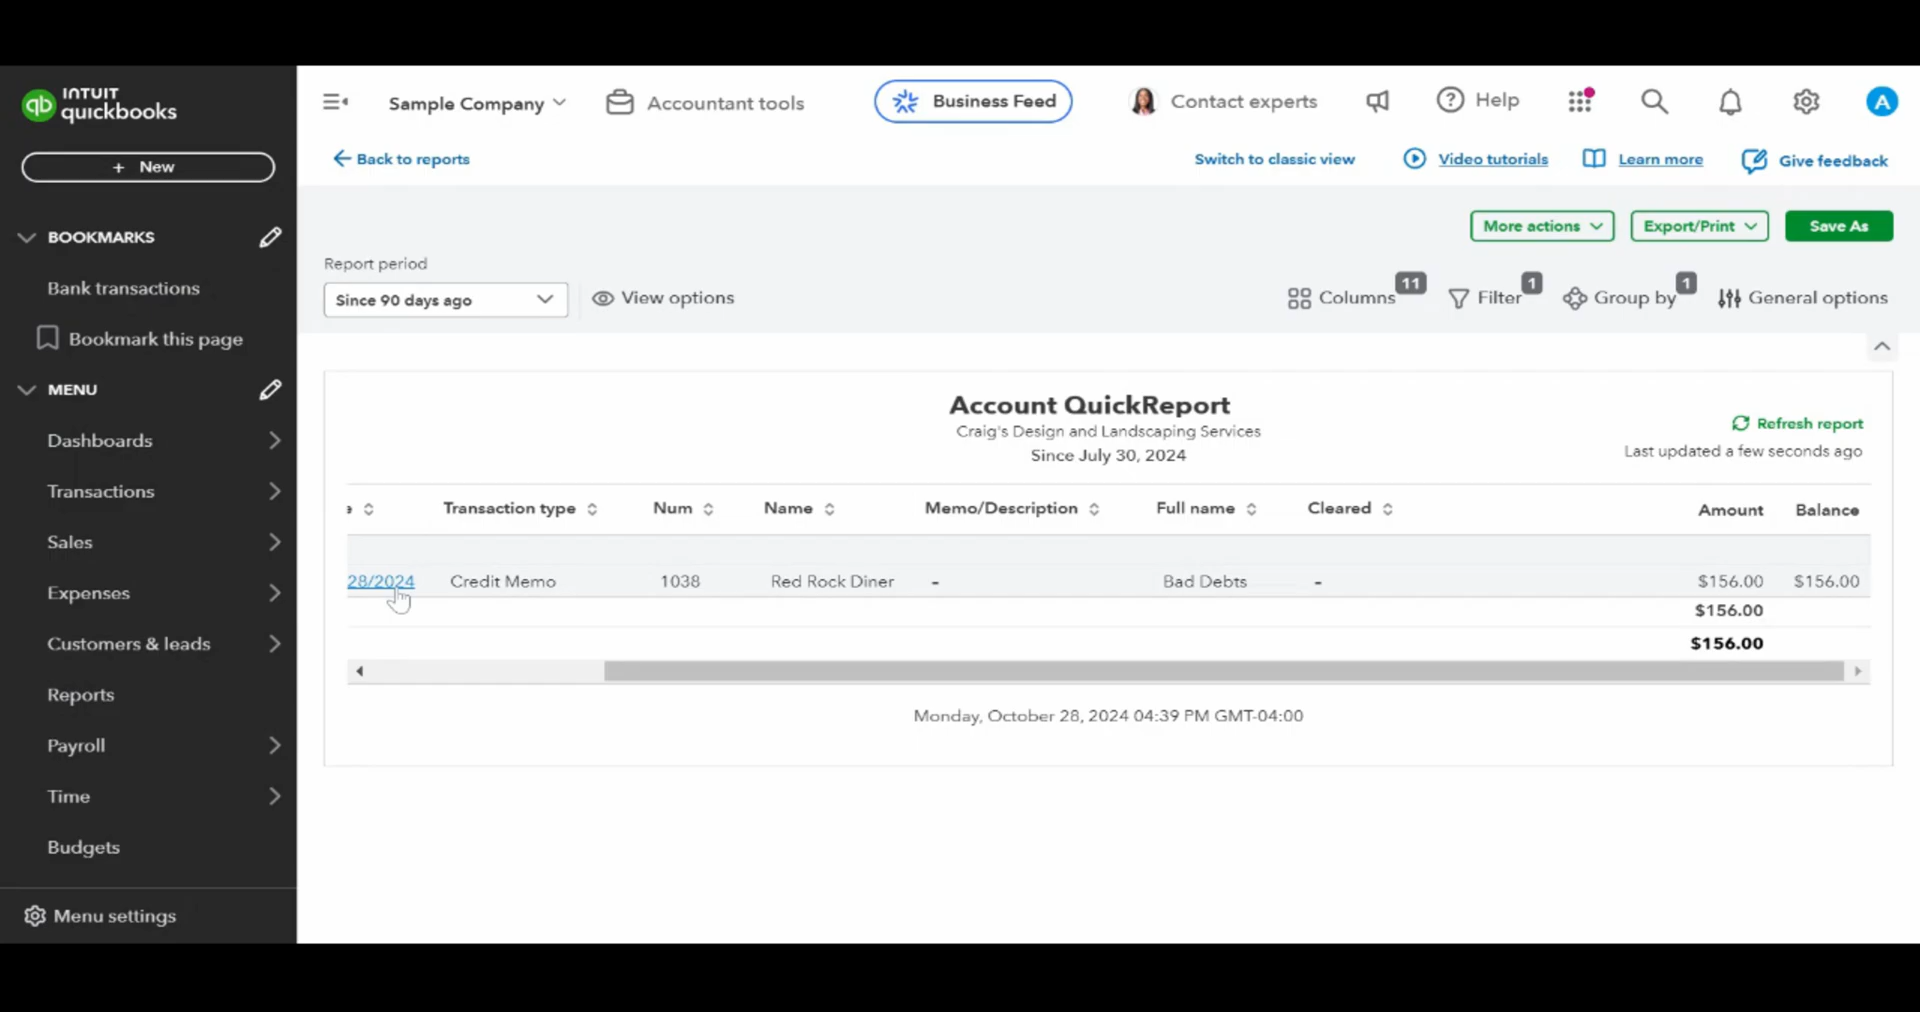 INTUIT
qb quickbooks
+ New
BOOKMARKS
Bank transactions
Bookmark this page
MENU
Dashboards
Transactions
Sales
Expenses
Customers & leads
Reports
Payroll
Time
Budgets
Menu settings
Sample Company
Accountant tools
Business Feed
Contact experts
Help
A
Back to reports
Switch to classic view
Video tutorials
Learn more
Give feedback
More actions
Export/Print
Save As
Report period
Since 90 days ago
View options
Columns 11
Filter 1
Group by 1
General options
Account QuickReport
Craig's Design and Landscaping Services
Since July 30, 2024
Refresh report
Last updated a few seconds ago
e Transaction type Num Name Memo/Description Full name Cleared Amount Balance
28/2024 Credit Memo 1038 Red Rock Diner - Bad Debts - $156.00 $156.00
$156.00
$156.00
Monday, October 28, 2024 04:39 PM GMT-04:00